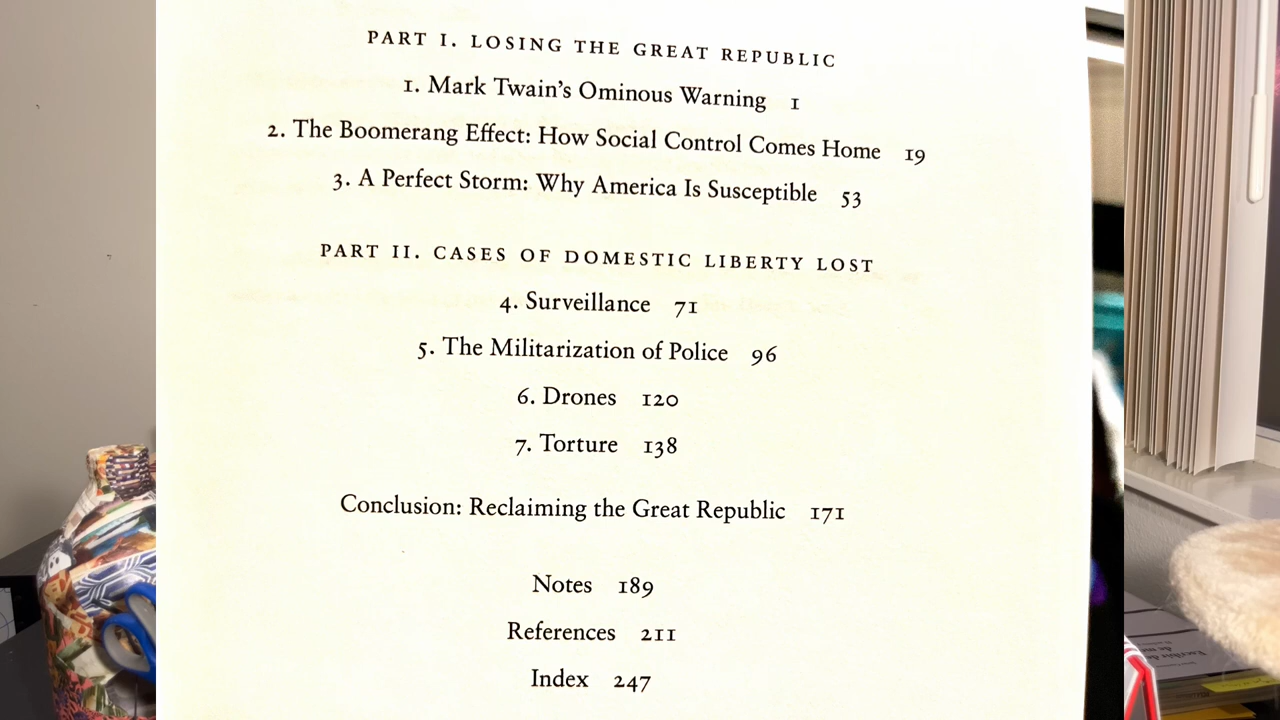 PART I. LOSING THE GREAT REPUBLIC
1. Mark Twain's Ominous Warning 1
2. The Boomerang Effect: How Social Control Comes Home 19
3. A Perfect Storm: Why America Is Susceptible 53
PART II. CASES OF DOMESTIC LIBERTY LOST
4. Surveillance 71
5. The Militarization of Police 96
6. Drones 120
7. Torture 138
Conclusion: Reclaiming the Great Republic 171
Notes 189
References 211
Index 247